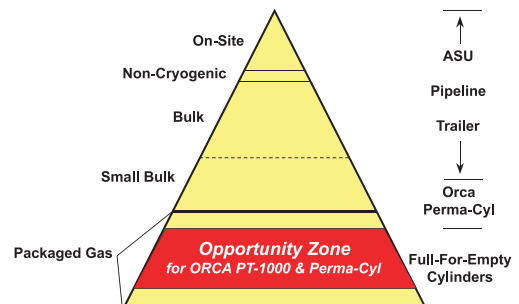 On-Site
Non-Cryogenic
Bulk
Small Bulk
Packaged Gas
Opportunity Zone
for ORCA PT-1000 & Perma-Cyl
ASU
Pipeline
Trailer
Orca
Perma-Cyl
Full-For-Empty
Cylinders